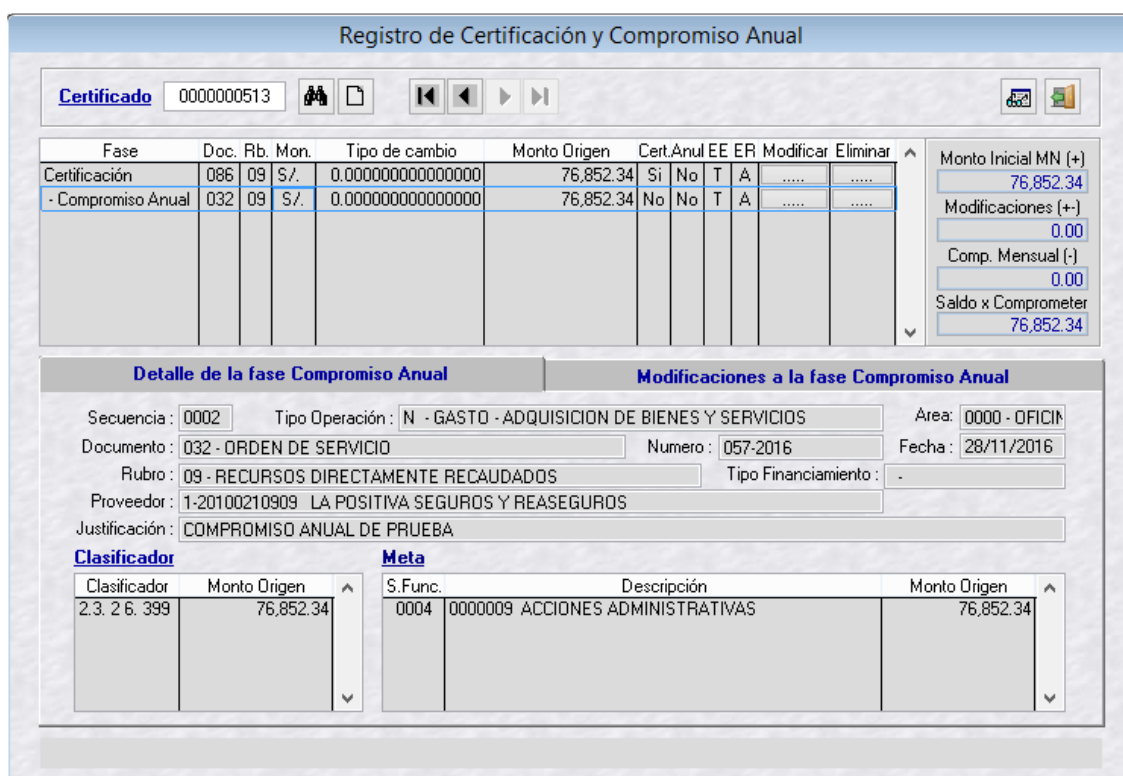 Registro de Certificación y Compromiso Anual
Certificado 0000000513
Fase Doc. Rb. Mon. Tipo de cambio Monto Origen Cert.Anul EE ER Modificar Eliminar
Certificación 086 09 S/. 0.000000000000000 76,852.34 Si No T A ..... .....
- Compromiso Anual 032 09 S/. 0.000000000000000 76,852.34 No No T A ..... .....
Monto Inicial MN (+)
76,852.34
Modificaciones (+-)
0.00
Comp. Mensual (-)
0.00
Saldo x Comprometer
76,852.34
Detalle de la fase Compromiso Anual Modificaciones a la fase Compromiso Anual
Secuencia : 0002 Tipo Operación : N - GASTO - ADQUISICION DE BIENES Y SERVICIOS Area: 0000 - OFICIN
Documento : 032 - ORDEN DE SERVICIO Numero : 057-2016 Fecha : 28/11/2016
Rubro : 09 - RECURSOS DIRECTAMENTE RECAUDADOS Tipo Financiamiento : -
Proveedor : 1-20100210909 LA POSITIVA SEGUROS Y REASEGUROS
Justificación : COMPROMISO ANUAL DE PRUEBA
Clasificador Meta
Clasificador Monto Origen S.Func. Descripción Monto Origen
2.3. 2 6. 399 76,852.34 0004 0000009 ACCIONES ADMINISTRATIVAS 76,852.34